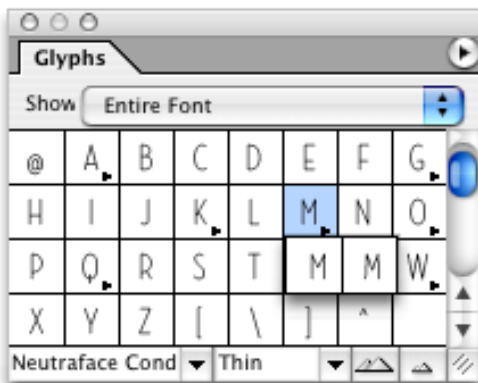 Glyphs
Show Entire Font
@ A B C D E F G
H I J K L M N O
P Q R S T M M W
X Y Z [ \ ] ^
Neutraface Cond Thin